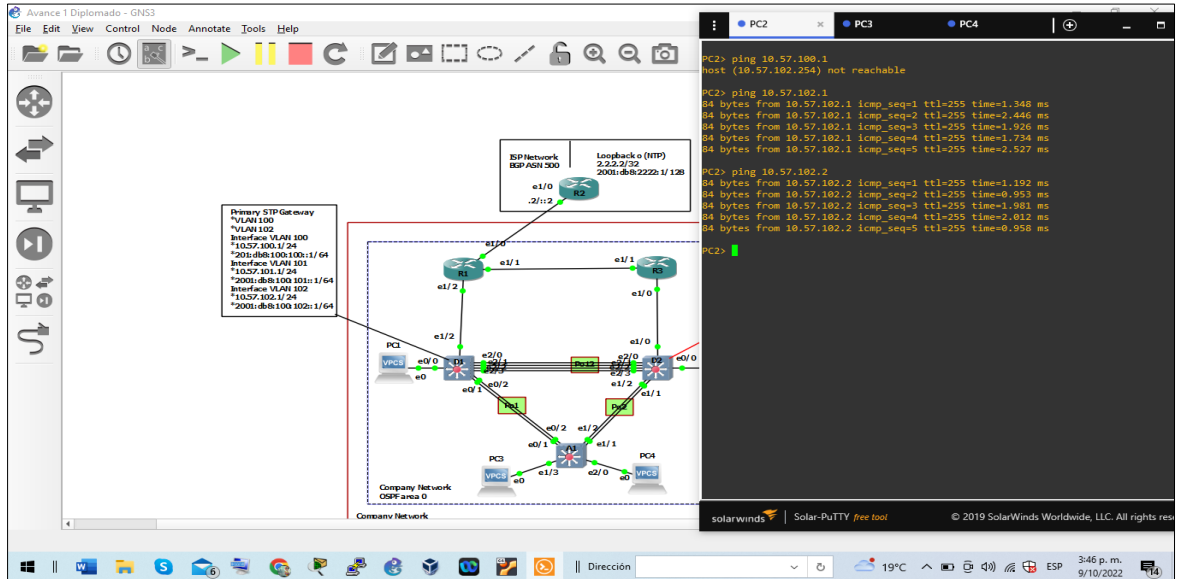 Avance 1 Diplomado - GNS3
File Edit View Control Node Annotate Tools Help
ISP Network
BGP ASN 500
Loopback o (NTP)
2.2.2.2/32
2001:db8:2222:1/128
e1/0
R2
.2/::2
Primary STP Gateway
*VLAN 100
*VLAN 102
Interface VLAN 100
*10.57.100.1/24
*201:db8:100:100::1/64
Interface VLAN 101
*10.57.101.1/24
*2001:db8:100:101::1/64
Interface VLAN 102
*10.57.102.1/24
*2001:db8:100:102::1/64
e1/0
e1/1
e1/1
R1
R3
e1/2
e1/0
e1/2
e1/0
PC1
VPCS
e0/0
e0
D1
e2/0
e2/1
e2/3
Po12
e2/0
e2/1
e2/3
D2
e0/0
e0/1
e0/2
e1/2
e1/1
Po1
Po2
e0/2
e1/2
e0/1
e1/1
A1
PC3
VPCS
e0
e1/3
e2/0
e0
PC4
VPCS
Company Network
OSPF area 0
Company Network
PC2 × PC3 PC4
PC2> ping 10.57.100.1
host (10.57.102.254) not reachable
PC2> ping 10.57.102.1
84 bytes from 10.57.102.1 icmp_seq=1 ttl=255 time=1.348 ms
84 bytes from 10.57.102.1 icmp_seq=2 ttl=255 time=2.446 ms
84 bytes from 10.57.102.1 icmp_seq=3 ttl=255 time=1.926 ms
84 bytes from 10.57.102.1 icmp_seq=4 ttl=255 time=1.734 ms
84 bytes from 10.57.102.1 icmp_seq=5 ttl=255 time=2.527 ms
PC2> ping 10.57.102.2
84 bytes from 10.57.102.2 icmp_seq=1 ttl=255 time=1.192 ms
84 bytes from 10.57.102.2 icmp_seq=2 ttl=255 time=0.953 ms
84 bytes from 10.57.102.2 icmp_seq=3 ttl=255 time=1.981 ms
84 bytes from 10.57.102.2 icmp_seq=4 ttl=255 time=2.012 ms
84 bytes from 10.57.102.2 icmp_seq=5 ttl=255 time=0.958 ms
PC2>
solarwinds | Solar-PuTTY free tool © 2019 SolarWinds Worldwide, LLC. All rights rese
Dirección
19°C
ESP
3:46 p. m.
9/10/2022
14